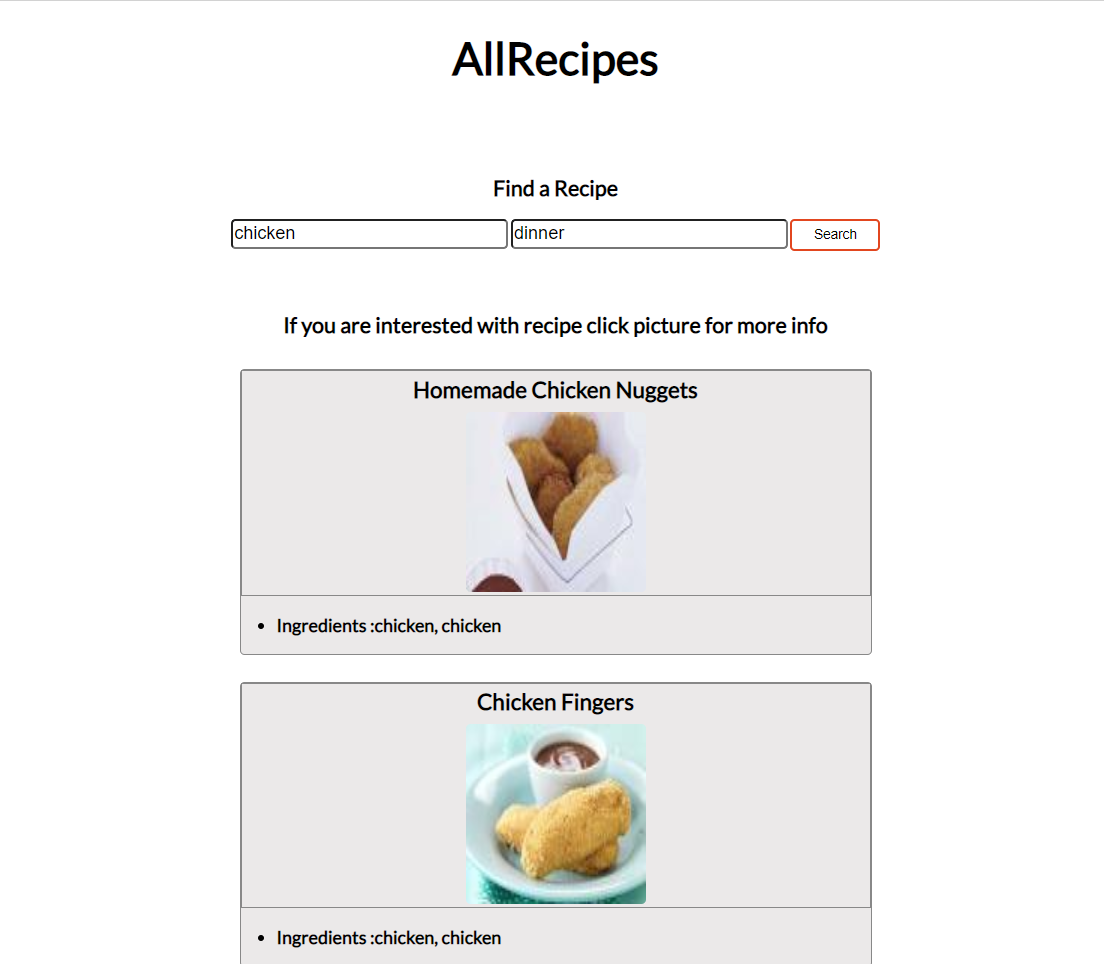 AllRecipes
Find a Recipe
chicken dinner Search
If you are interested with recipe click picture for more info
Homemade Chicken Nuggets
• Ingredients :chicken, chicken
Chicken Fingers
• Ingredients :chicken, chicken